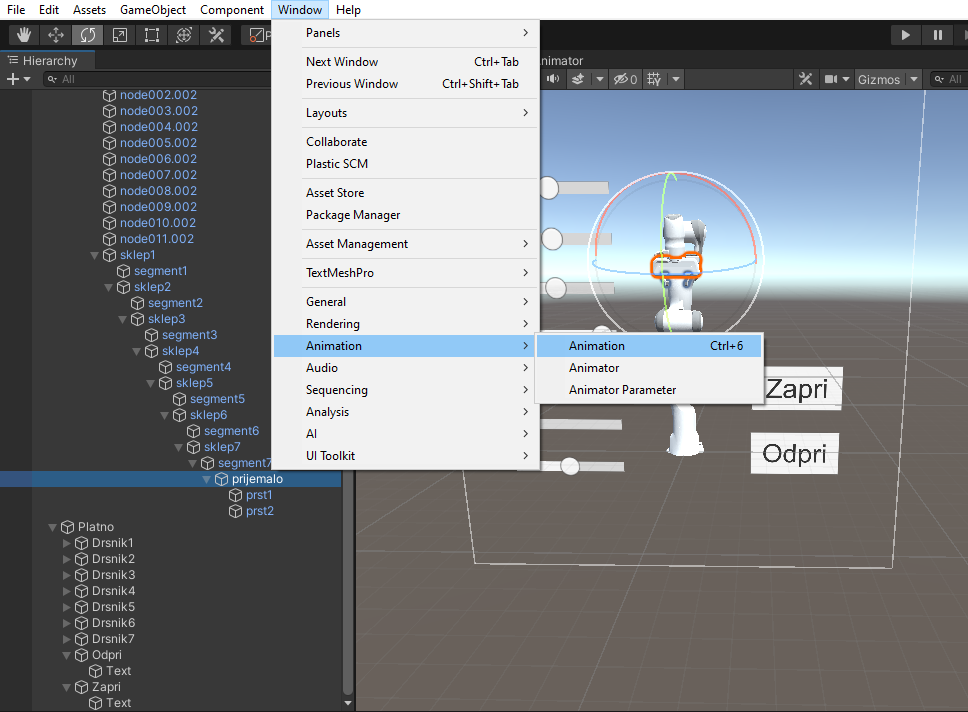 File Edit Assets GameObject Component Window Help
Hierarchy
All
node002.002
node003.002
node004.002
node005.002
node006.002
node007.002
node008.002
node009.002
node010.002
node011.002
sklep1
segment1
sklep2
segment2
sklep3
segment3
sklep4
segment4
sklep5
segment5
sklep6
segment6
sklep7
segment7
prijemalo
prst1
prst2
Platno
Drsnik1
Drsnik2
Drsnik3
Drsnik4
Drsnik5
Drsnik6
Drsnik7
Odpri
Text
Zapri
Text
Panels
Next Window Ctrl+Tab
Previous Window Ctrl+Shift+Tab
Layouts
Collaborate
Plastic SCM
Asset Store
Package Manager
Asset Management
TextMeshPro
General
Rendering
Animation
Audio
Sequencing
Analysis
AI
UI Toolkit
Animation Ctrl+6
Animator
Animator Parameter
0
Gizmos
All
Zapri
Odpri